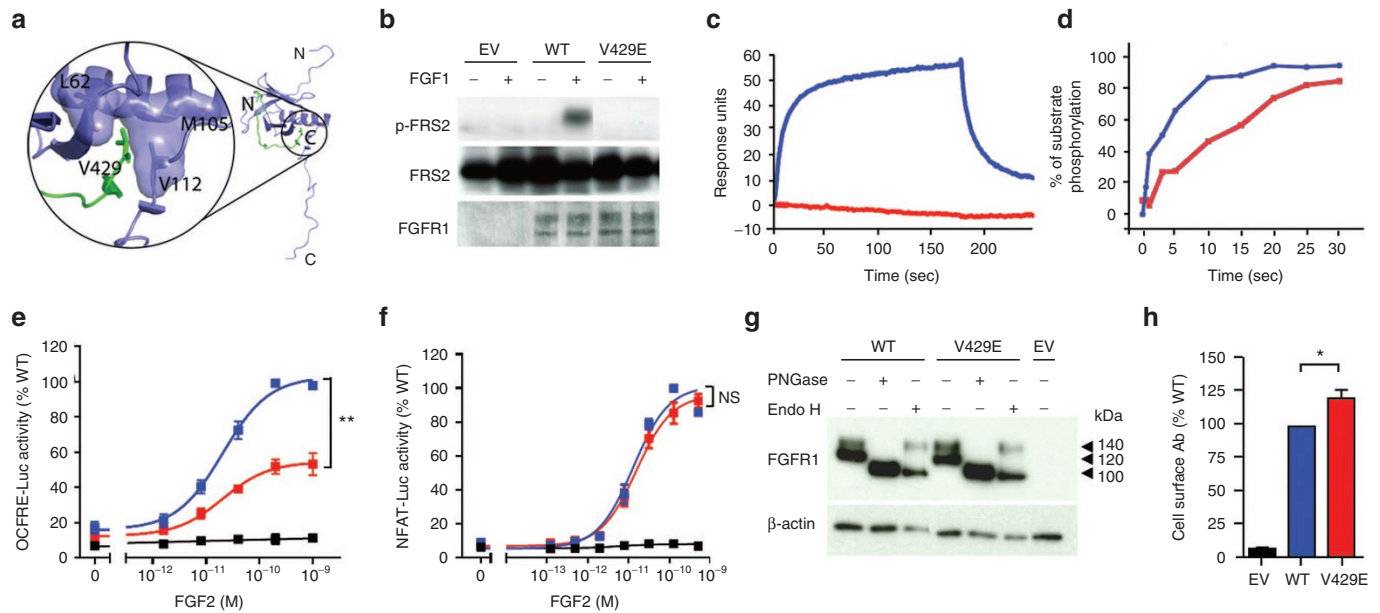 a
L62
M105
V429
V112
N
N
C
C
b
EV WT V429E
FGF1 – + – + – +
p-FRS2
FRS2
FGFR1
c
Response units
60
50
40
30
20
10
0
–10
0 50 100 150 200
Time (sec)
d
% of substrate
phosphorylation
100
80
60
40
20
0
0 5 10 15 20 25 30
Time (sec)
e
OCFRE-Luc activity (% WT)
120
100
80
60
40
20
0
0 10−12 10−11 10−10 10−9
FGF2 (M)
**
f
NFAT-Luc activity (% WT)
120
100
80
60
40
20
0
0 10−13 10−12 10−11 10−10 10−9
FGF2 (M)
NS
g
WT V429E EV
PNGase – + – – + – –
Endo H – – + – – + –
kDa
FGFR1
140
120
100
β-actin
h
Cell surface Ab (% WT)
150
125
100
75
50
25
0
*
EV WT V429E